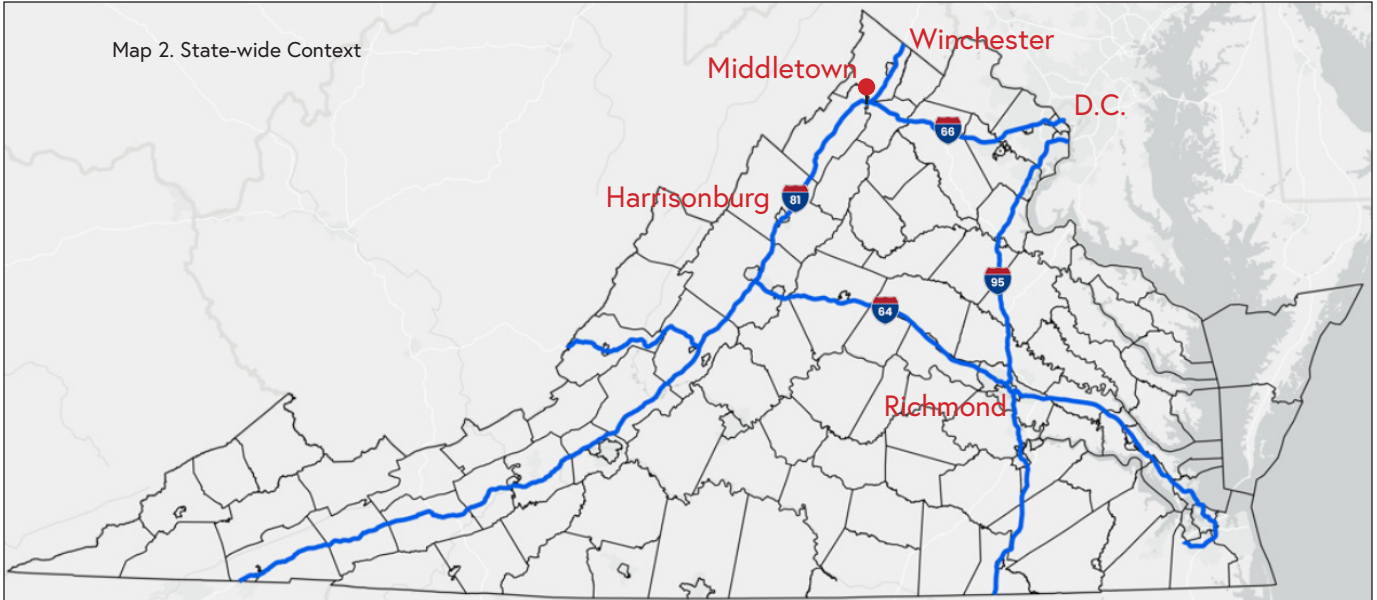 Map 2. State-wide Context
Winchester
Middletown
D.C.
66
Harrisonburg
81
95
64
Richmond